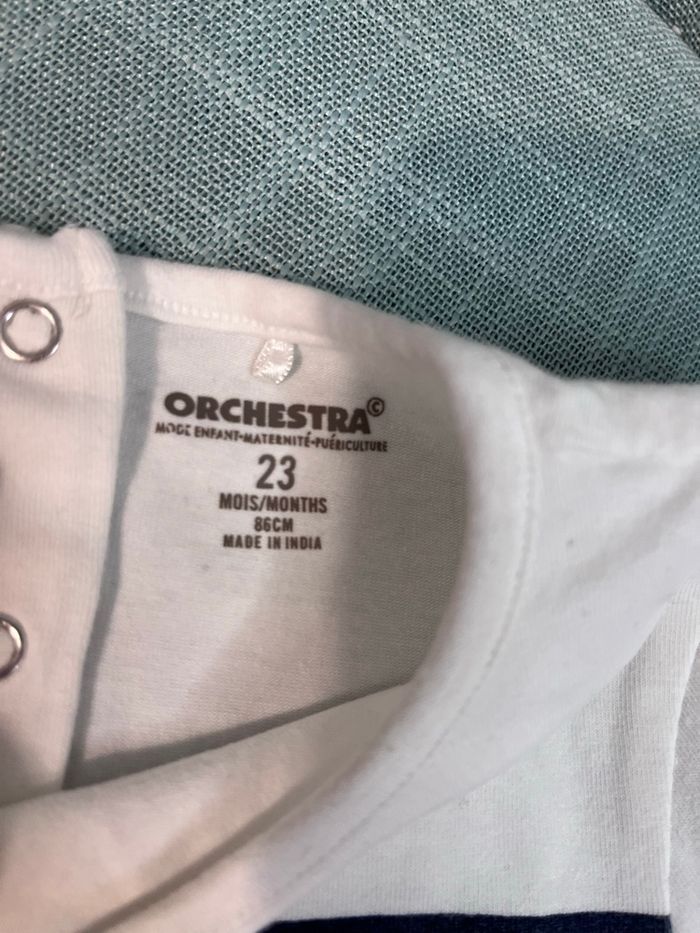 ORCHESTRA©
MODE ENFANT-MATERNITÉ-PUÉRICULTURE
23
MOIS/MONTHS
86CM
MADE IN INDIA